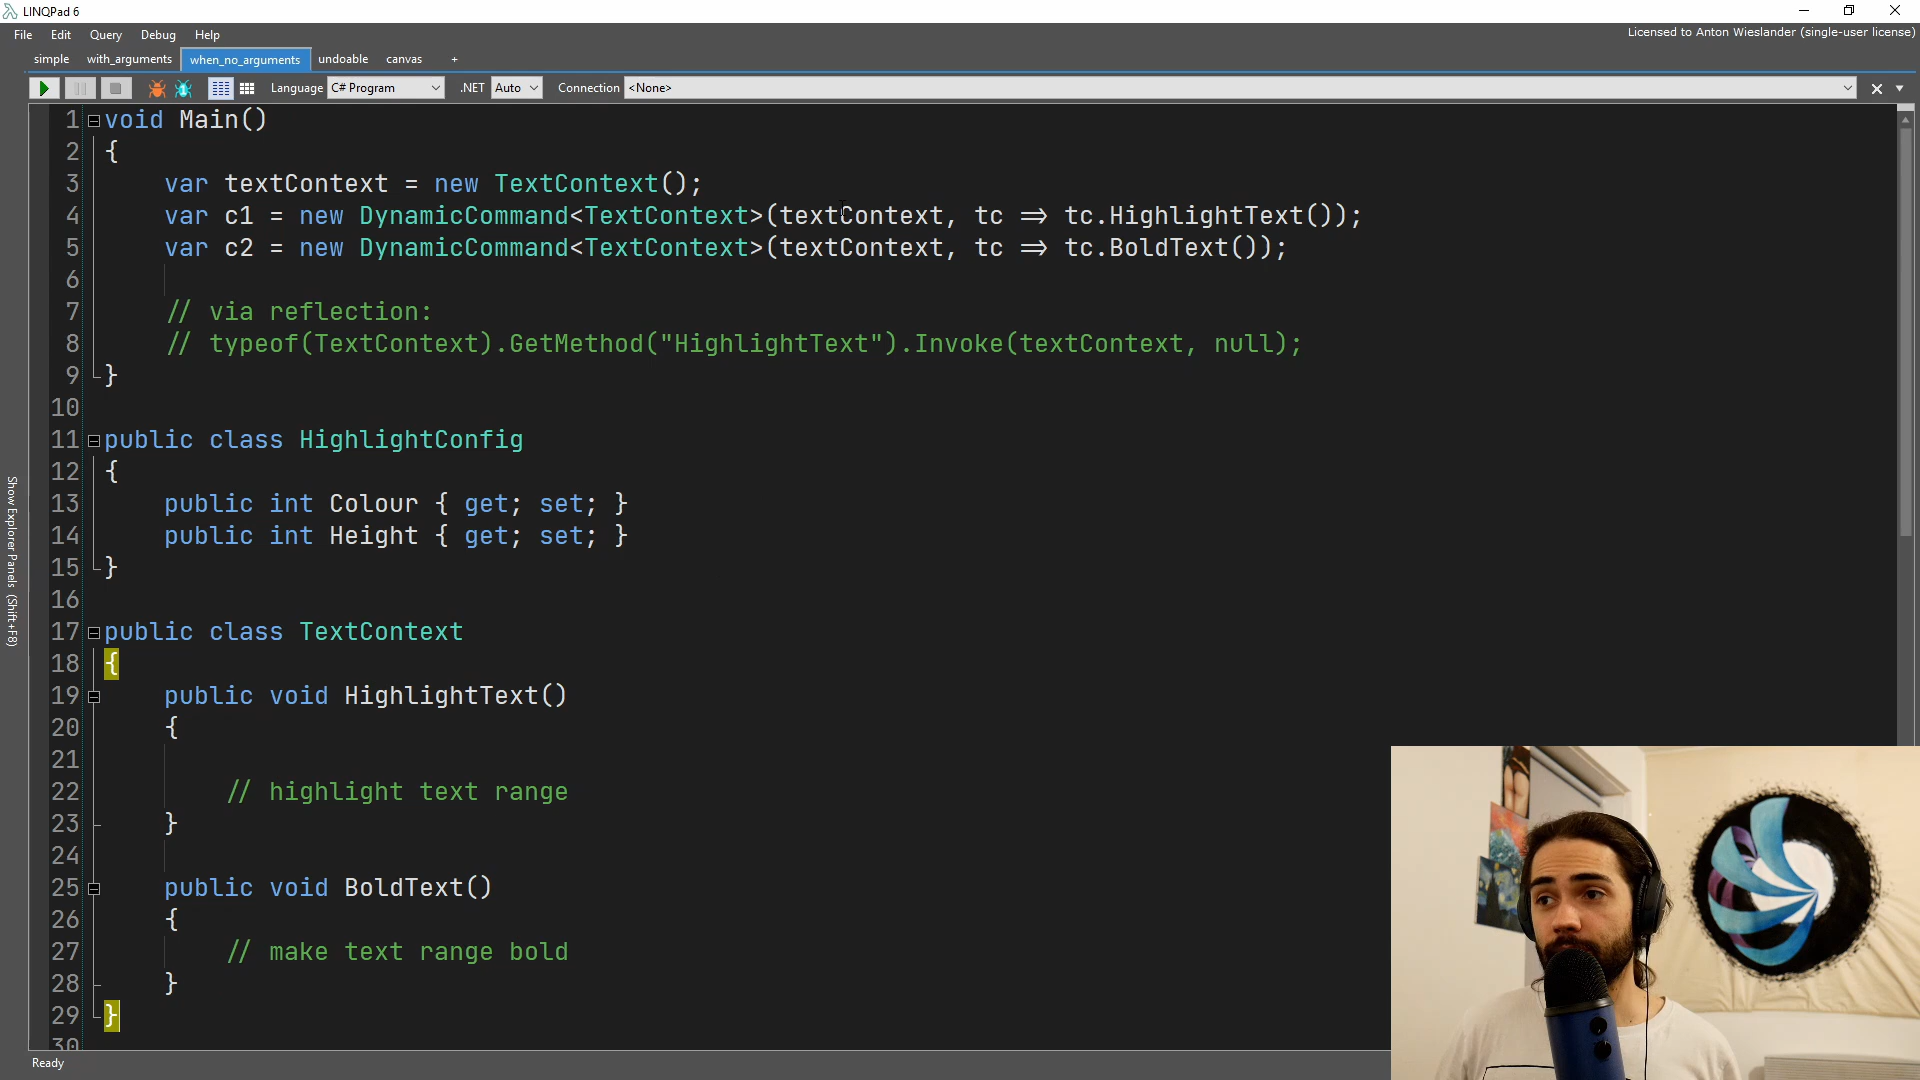 LINQPad 6
File Edit Query Debug Help
Licensed to Anton Wieslander (single-user license)
simple with_arguments when_no_arguments undoable canvas +
Language C# Program .NET Auto Connection <None>
1 void Main()
2 {
3 var textContext = new TextContext();
4 var c1 = new DynamicCommand<TextContext>(textContext, tc => tc.HighlightText());
5 var c2 = new DynamicCommand<TextContext>(textContext, tc => tc.BoldText());
6
7 // via reflection:
8 // typeof(TextContext).GetMethod("HighlightText").Invoke(textContext, null);
9 }
10
11 public class HighlightConfig
12 {
13 public int Colour { get; set; }
14 public int Height { get; set; }
15 }
16
17 public class TextContext
18 {
19 public void HighlightText()
20 {
21
22 // highlight text range
23 }
24
25 public void BoldText()
26 {
27 // make text range bold
28 }
29 }
30
Show Explorer Panels (Shift+F8)
Ready